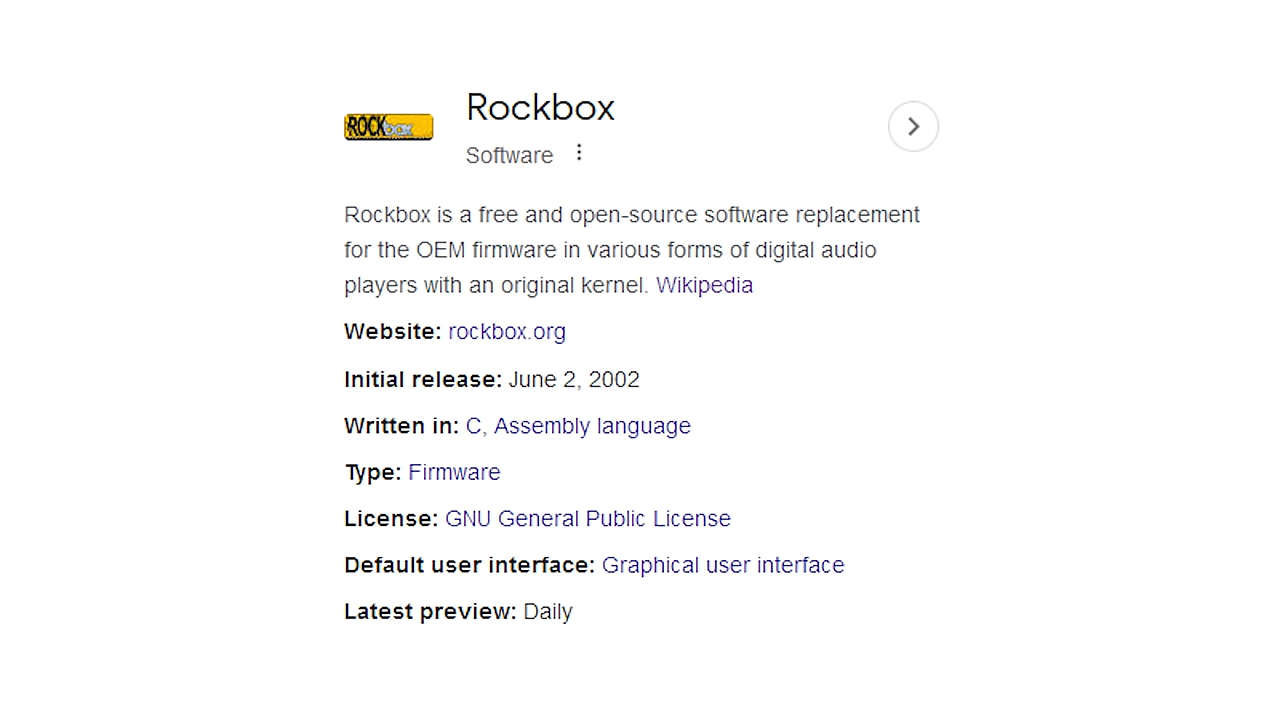 ROCKbox
Rockbox
Software
Rockbox is a free and open-source software replacement
for the OEM firmware in various forms of digital audio
players with an original kernel. Wikipedia
Website: rockbox.org
Initial release: June 2, 2002
Written in: C, Assembly language
Type: Firmware
License: GNU General Public License
Default user interface: Graphical user interface
Latest preview: Daily